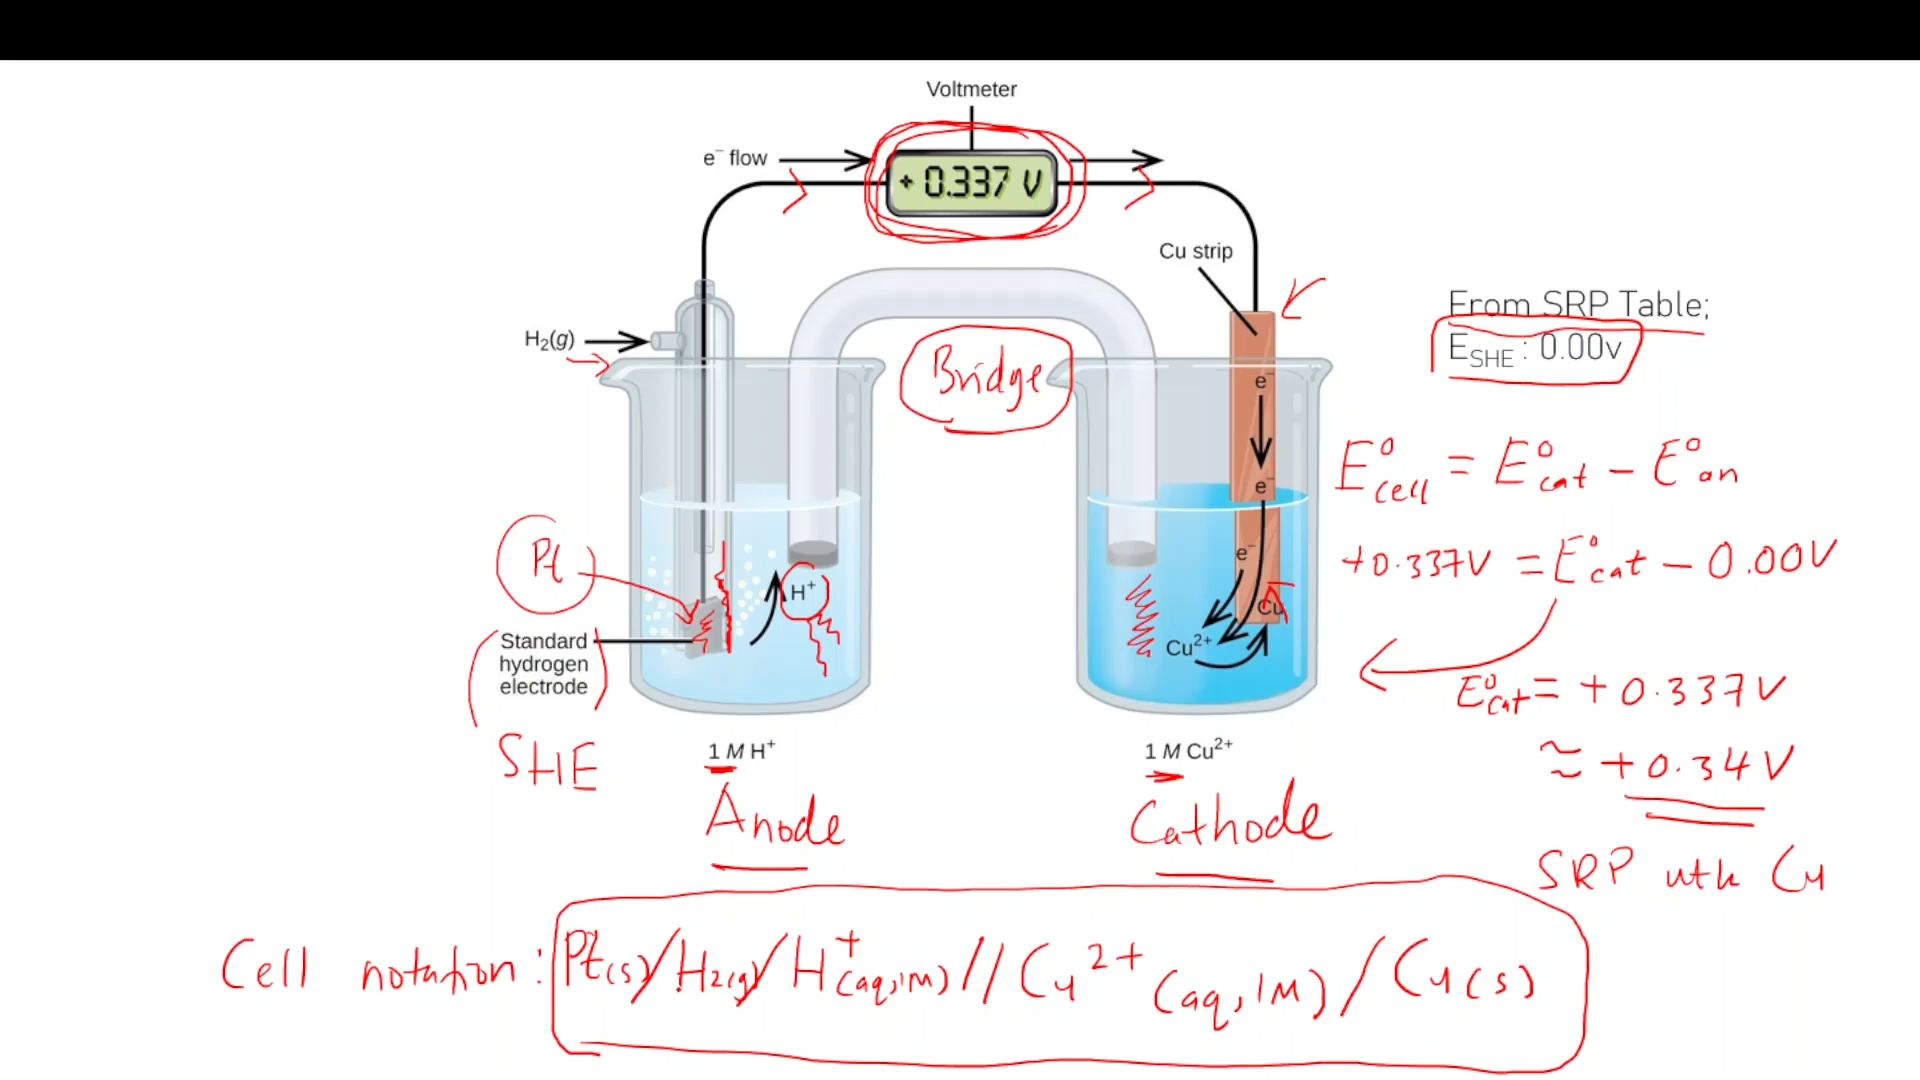 Voltmeter
e⁻ flow
+ 0.337 V
Cu strip
H₂(g)
Bridge
From SRP Table;
E_SHE : 0.00v
e⁻
e⁻
e⁻
E°cell = E°cat − E°an
+0.337V = E°cat − 0.00V
Pt
H⁺
Cu
Cu²⁺
Standard
hydrogen
electrode
SHE
E°cat = +0.337V
≈ +0.34V
1 M H⁺
1 M Cu²⁺
Anode
Cathode
SRP utk Cu
Cell notation: Pt(s)/H₂(g)/H⁺(aq,1M)//Cu²⁺(aq,1M)/Cu(s)